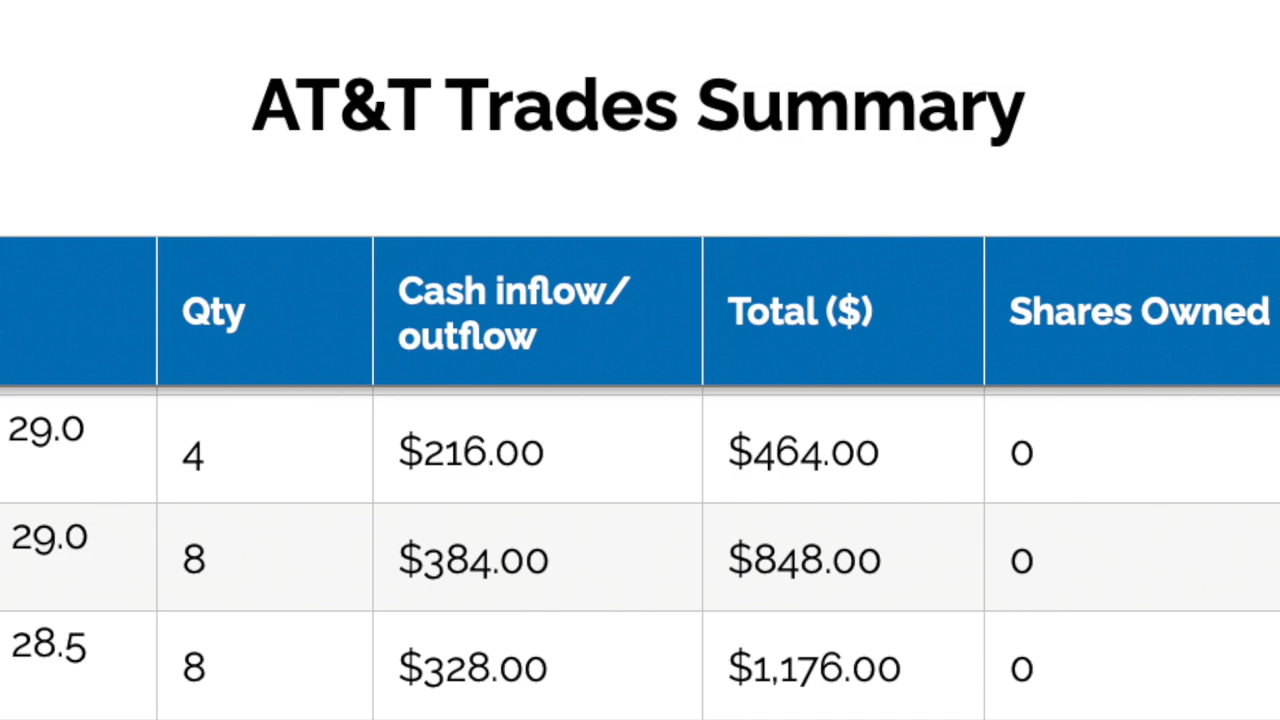 AT&T Trades Summary
Qty
Cash inflow/
outflow
Total ($)
Shares Owned
29.0 4 $216.00 $464.00 0
29.0 8 $384.00 $848.00 0
28.5 8 $328.00 $1,176.00 0